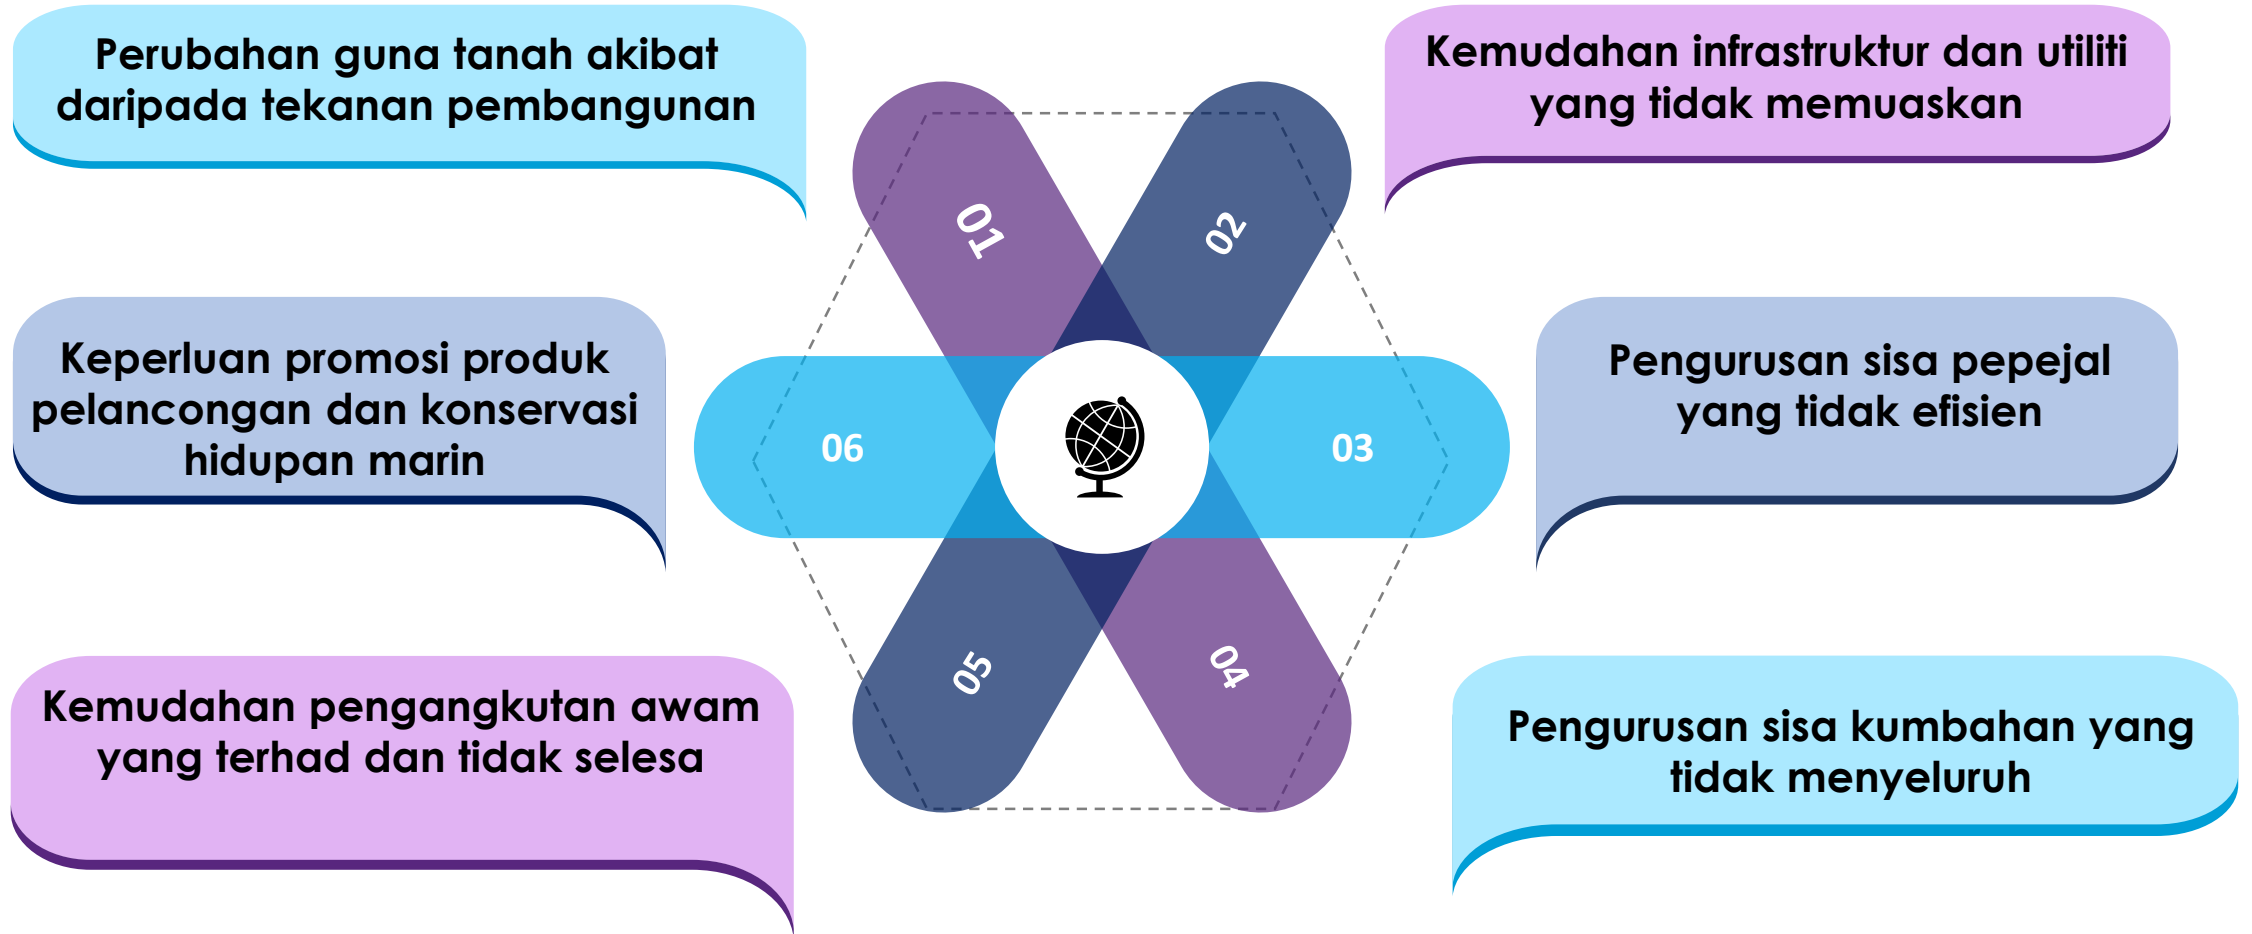 Perubahan guna tanah akibat
daripada tekanan pembangunan
Kemudahan infrastruktur dan utiliti
yang tidak memuaskan
01
02
Keperluan promosi produk
pelancongan dan konservasi
hidupan marin
06
03
Pengurusan sisa pepejal
yang tidak efisien
05
04
Kemudahan pengangkutan awam
yang terhad dan tidak selesa
Pengurusan sisa kumbahan yang
tidak menyeluruh